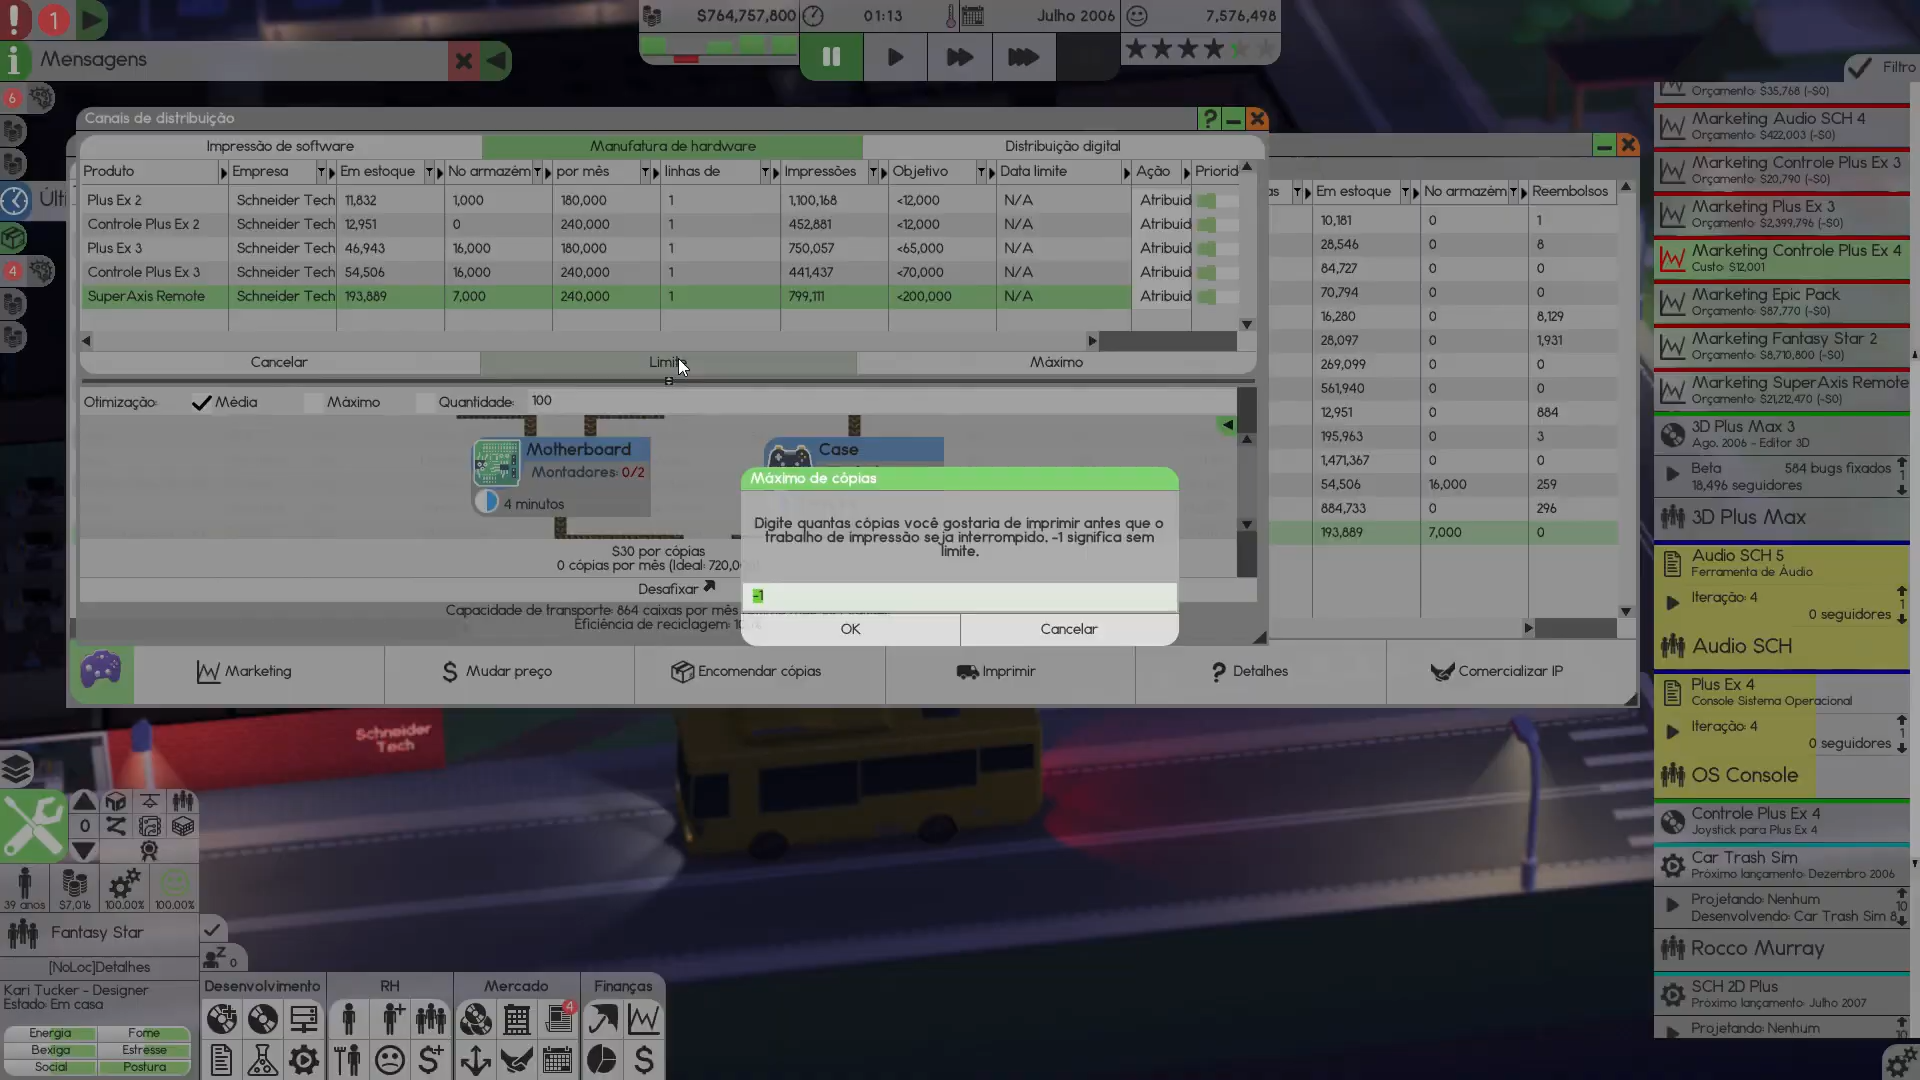 ! 1
$764,757,800 01:13 Julho 2006 7,576,498
i Mensagens
Filtro
6
4
Últi
Canais de distribuição ?
Impressão de software Manufatura de hardware Distribuição digital
Produto Empresa Em estoque No armazém por mês linhas de Impressões Objetivo Data limite Ação Priorid
Plus Ex 2 Schneider Tech 11,832 1,000 180,000 1 1,100,168 <12,000 N/A Atribuid
Controle Plus Ex 2 Schneider Tech 12,951 0 240,000 1 452,881 <12,000 N/A Atribuid
Plus Ex 3 Schneider Tech 46,943 16,000 180,000 1 750,057 <65,000 N/A Atribuid
Controle Plus Ex 3 Schneider Tech 54,506 16,000 240,000 1 441,437 <70,000 N/A Atribuid
SuperAxis Remote Schneider Tech 193,889 7,000 240,000 1 799,111 <200,000 N/A Atribuid
Cancelar Limite Máximo
Otimização: Média Máximo Quantidade: 100
Motherboard
Montadores: 0/2
4 minutos
Case
$30 por cópias
0 cópias por mês (Ideal: 720,0
Desafixar
Capacidade de transporte: 864 caixas por mês
Eficiência de reciclagem:
as Em estoque No armazém Reembolsos
10,181 0 1
28,546 0 8
84,727 0 0
70,794 0 0
16,280 0 8,129
28,097 0 1,931
269,099 0 0
561,940 0 0
12,951 0 884
195,963 0 3
1,471,367 0 0
54,506 16,000 259
884,733 0 296
193,889 7,000 0
Máximo de cópias
Digite quantas cópias você gostaria de imprimir antes que o
trabalho de impressão seja interrompido. -1 significa sem
limite.
-1
OK Cancelar
Marketing Mudar preço Encomendar cópias Imprimir Detalhes Comercializar IP
Schneider
Tech
Orçamento: $35,768 (-$0)
Marketing Audio SCH 4
Orçamento: $422,003 (-$0)
Marketing Controle Plus Ex 3
Orçamento: $20,790 (-$0)
Marketing Plus Ex 3
Orçamento: $2,399,796 (-$0)
Marketing Controle Plus Ex 4
Custo: $12,001
Marketing Epic Pack
Orçamento: $87,770 (-$0)
Marketing Fantasy Star 2
Orçamento: $8,710,800 (-$0)
Marketing SuperAxis Remote
Orçamento: $21,212,470 (-$0)
3D Plus Max 3
Ago. 2006 - Editor 3D
Beta 584 bugs fixados 1
18,496 seguidores
3D Plus Max
Audio SCH 5
Ferramenta de Áudio
Iteração: 4 1
0 seguidores
Audio SCH
Plus Ex 4
Console Sistema Operacional
Iteração: 4 1
0 seguidores
OS Console
Controle Plus Ex 4
Joystick para Plus Ex 4
Car Trash Sim
Próximo lançamento: Dezembro 2006
Projetando: Nenhum 10
Desenvolvendo: Car Trash Sim 8
Rocco Murray
SCH 2D Plus
Próximo lançamento: Julho 2007
Projetando: Nenhum 10
0
39 anos $7,016 100.00% 100.00%
Fantasy Star
z 0
[NoLoc]Detalhes
Kari Tucker - Designer
Estado: Em casa
Energia Fome
Bexiga Estresse
Social Postura
Desenvolvimento RH Mercado Finanças
4